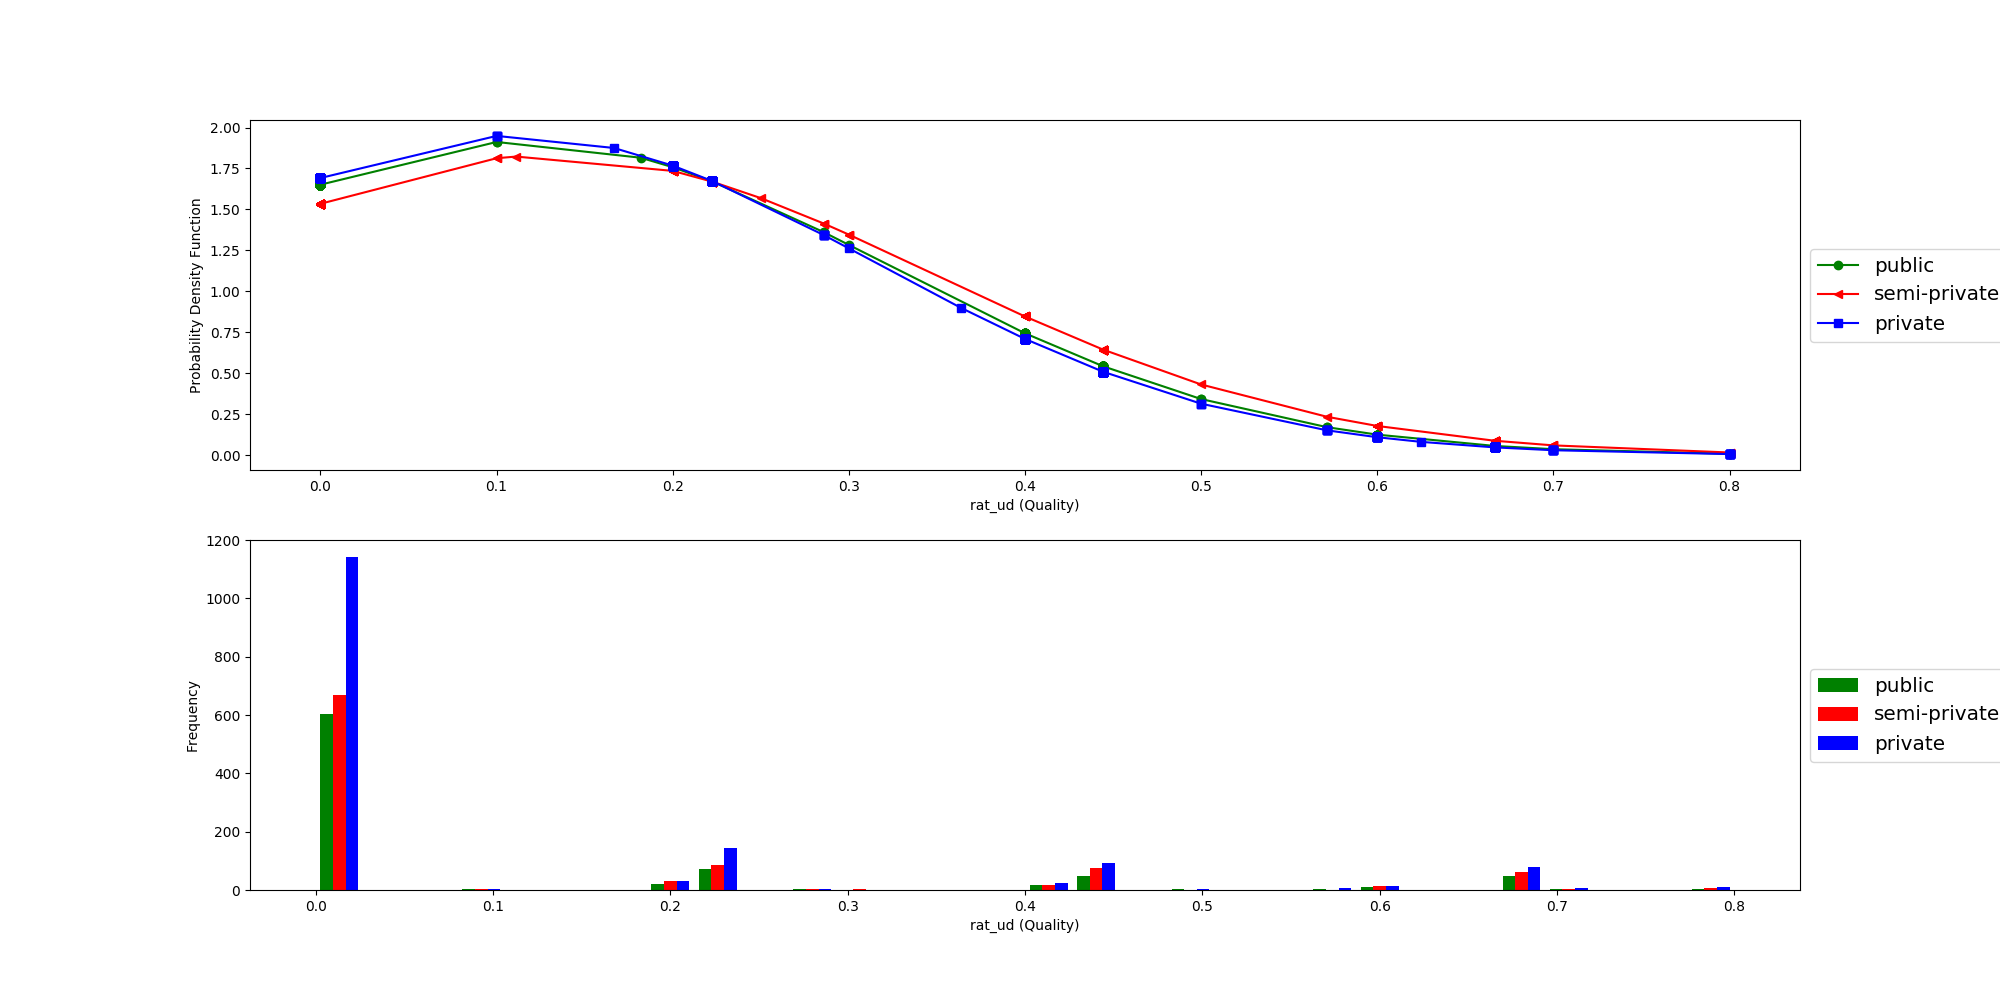 2.00
1.75
1.50
1.25
1.00
0.75
0.50
0.25
0.00
Probability Density Function
0.0 0.1 0.2 0.3 0.4 0.5 0.6 0.7 0.8
rat_ud (Quality)
public
semi-private
private
1200
1000
800
600
400
200
0
Frequency
0.0 0.1 0.2 0.3 0.4 0.5 0.6 0.7 0.8
rat_ud (Quality)
public
semi-private
private